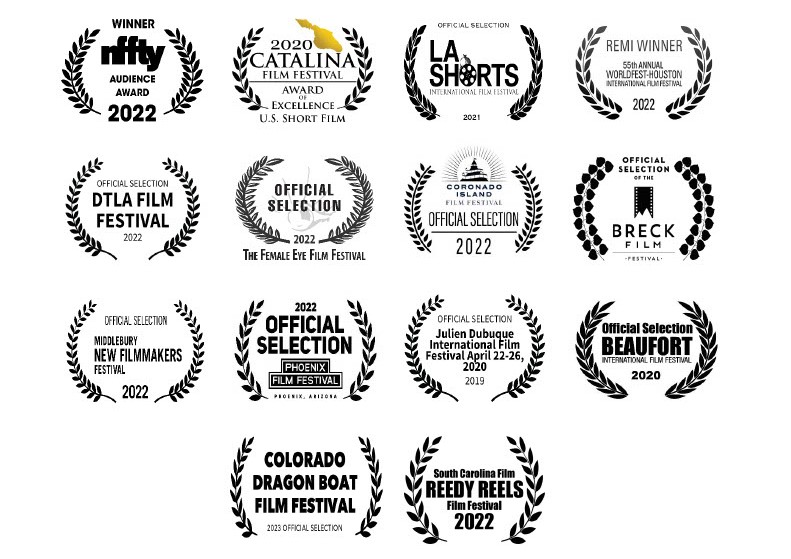 WINNER
nffty
AUDIENCE
AWARD
2022
2020
CATALINA
FILM FESTIVAL
AWARD
OF
EXCELLENCE
U.S. SHORT FILM
OFFICIAL SELECTION
LA
SHORTS
INTERNATIONAL FILM FESTIVAL
2021
REMI WINNER
55th ANNUAL
WORLDFEST-HOUSTON
INTERNATIONAL FILM FESTIVAL
2022
OFFICIAL SELECTION
DTLA FILM
FESTIVAL
2022
OFFICIAL
SELECTION
2022
THE FEMALE EYE FILM FESTIVAL
CORONADO
ISLAND
FILM FESTIVAL
OFFICIAL SELECTION
2022
OFFICIAL
SELECTION
OF THE
BRECK
FILM
·FESTIVAL·
OFFICIAL SELECTION
MIDDLEBURY
NEW FILMMAKERS
FESTIVAL
2022
2022
OFFICIAL
SELECTION
PHOENIX
FILM FESTIVAL
PHOENIX, ARIZONA
OFFICIAL SELECTION
Julien Dubuque
International Film
Festival April 22-26,
2020
2019
Official Selection
BEAUFORT
INTERNATIONAL FILM FESTIVAL
2020
COLORADO
DRAGON BOAT
FILM FESTIVAL
2023 OFFICIAL SELECTION
South Carolina Film
REEDY REELS
Film Festival
2022